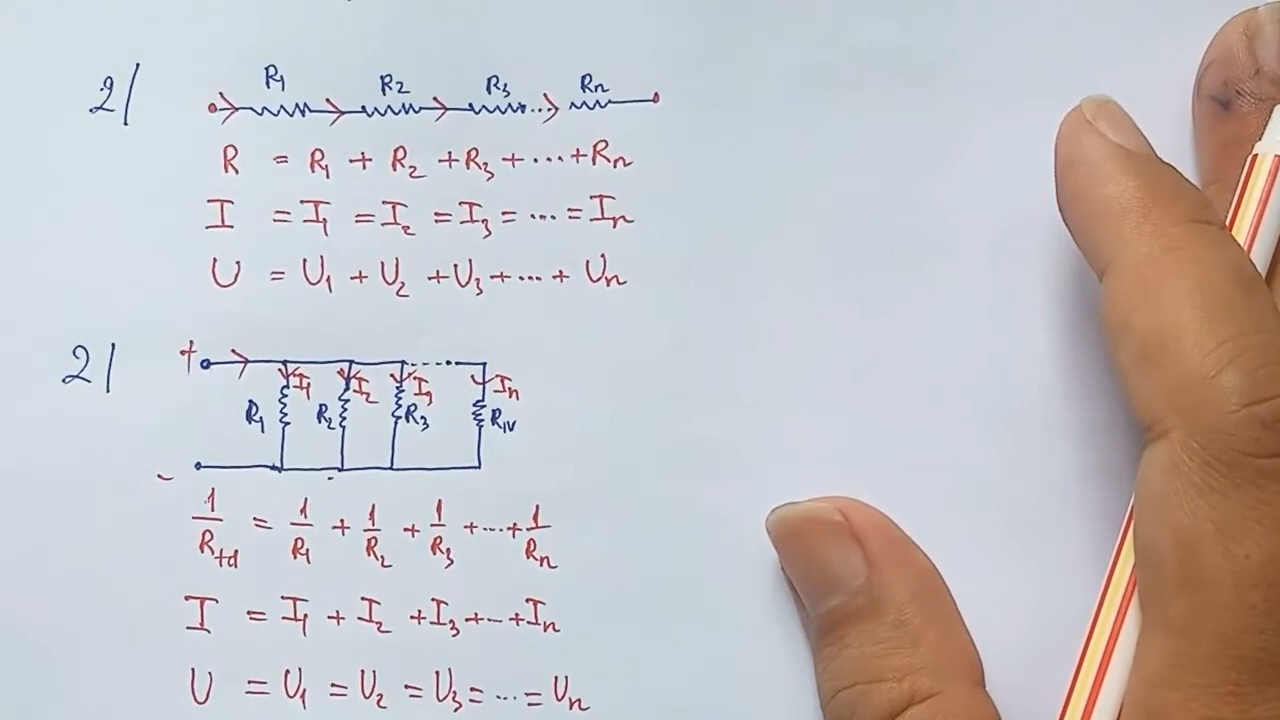 2/
R1 R2 R3 ... Rn
R = R1 + R2 + R3 + ... + Rn
I = I1 = I2 = I3 = ... = In
U = U1 + U2 + U3 + ... + Un
2/
+
I1 I2 I3 In
R1 R2 R3 RIV
-
1/Rtd = 1/R1 + 1/R2 + 1/R3 + ... + 1/Rn
I = I1 + I2 + I3 + ... + In
U = U1 = U2 = U3 = ... = Un